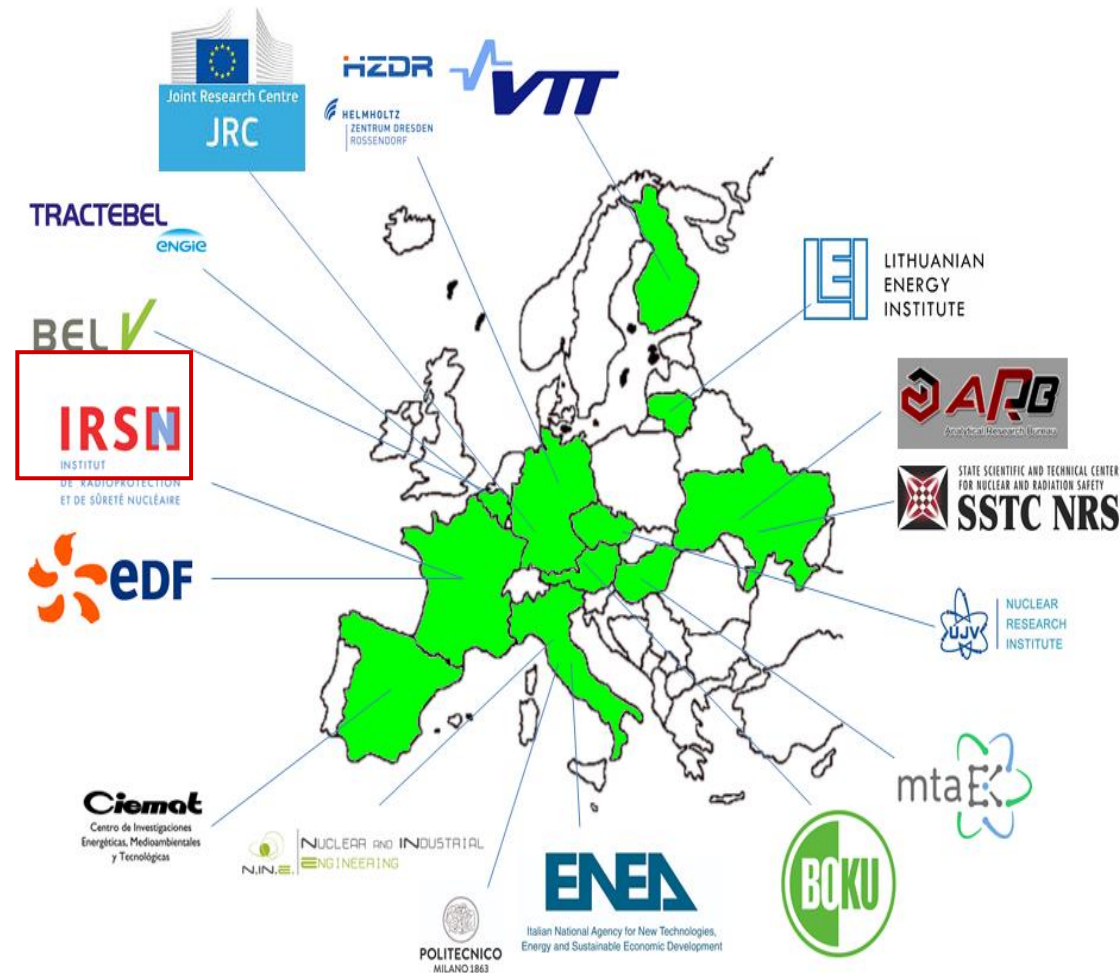 Joint Research Centre
JRC
HZDR
HELMHOLTZ
ZENTRUM DRESDEN
ROSSENDORF
VTT
TRACTEBEL
ENGIE
LEI
LITHUANIAN
ENERGY
INSTITUTE
BEL V
IRSN
INSTITUT
DE RADIOPROTECTION
ET DE SÛRETÉ NUCLÉAIRE
ARB
Analytical Research Bureau
STATE SCIENTIFIC AND TECHNICAL CENTER
FOR NUCLEAR AND RADIATION SAFETY
SSTC NRS
eDF
ÚJV
NUCLEAR
RESEARCH
INSTITUTE
mtaEK
Ciemat
Centro de Investigaciones
Energéticas, Medioambientales
y Tecnológicas
N.IN.E.
NUCLEAR AND INDUSTRIAL
ENGINEERING
POLITECNICO
MILANO 1863
ENEA
Italian National Agency for New Technologies,
Energy and Sustainable Economic Development
BOKU